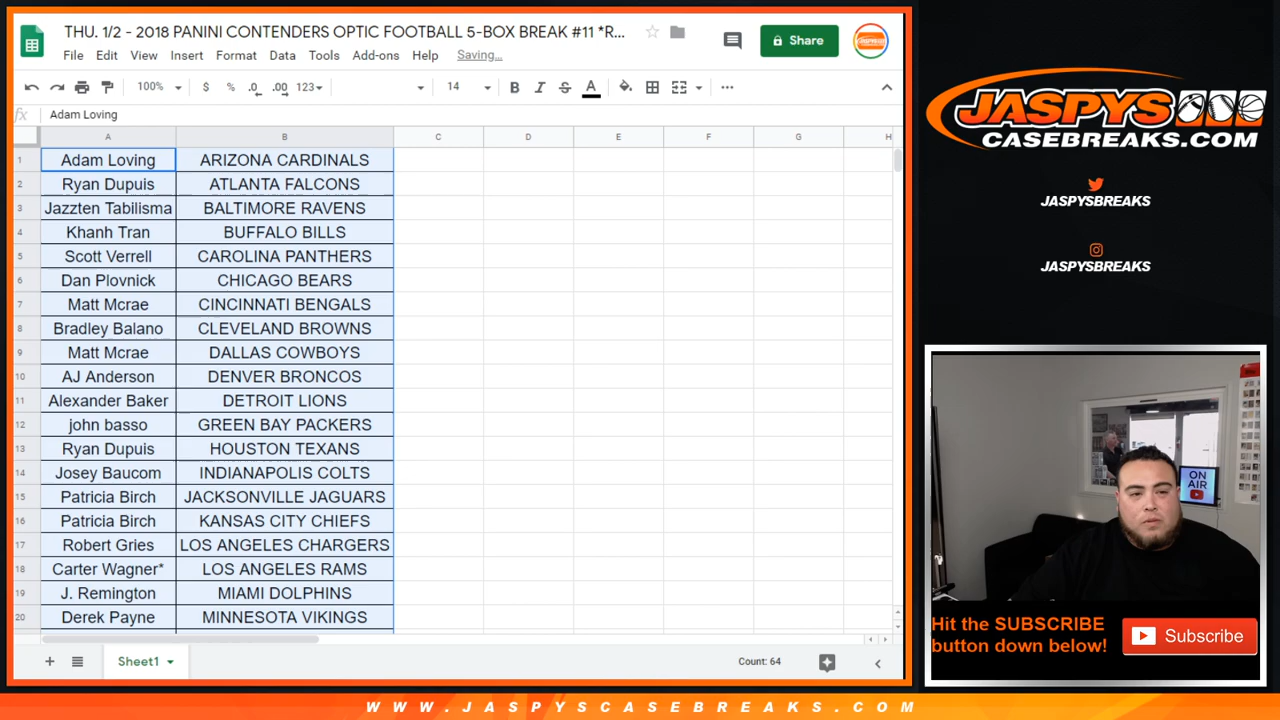 THU. 1/2 - 2018 PANINI CONTENDERS OPTIC FOOTBALL 5-BOX BREAK #11 *R...
Share
File Edit View Insert Format Data Tools Add-ons Help Saving...
100% $ % .0 .00 123 14 B I S A ...
fx Adam Loving
A B C D E F G H
1 Adam Loving ARIZONA CARDINALS
2 Ryan Dupuis ATLANTA FALCONS
3 Jazzten Tabilisma BALTIMORE RAVENS
4 Khanh Tran BUFFALO BILLS
5 Scott Verrell CAROLINA PANTHERS
6 Dan Plovnick CHICAGO BEARS
7 Matt Mcrae CINCINNATI BENGALS
8 Bradley Balano CLEVELAND BROWNS
9 Matt Mcrae DALLAS COWBOYS
10 AJ Anderson DENVER BRONCOS
11 Alexander Baker DETROIT LIONS
12 john basso GREEN BAY PACKERS
13 Ryan Dupuis HOUSTON TEXANS
14 Josey Baucom INDIANAPOLIS COLTS
15 Patricia Birch JACKSONVILLE JAGUARS
16 Patricia Birch KANSAS CITY CHIEFS
17 Robert Gries LOS ANGELES CHARGERS
18 Carter Wagner* LOS ANGELES RAMS
19 J. Remington MIAMI DOLPHINS
20 Derek Payne MINNESOTA VIKINGS
Sheet1
Count: 64
JASPYS
CASEBREAKS.COM
JASPYSBREAKS
JASPYSBREAKS
ON
AIR
Hit the SUBSCRIBE
button down below!
Subscribe
WWW.JASPYSCASEBREAKS.COM